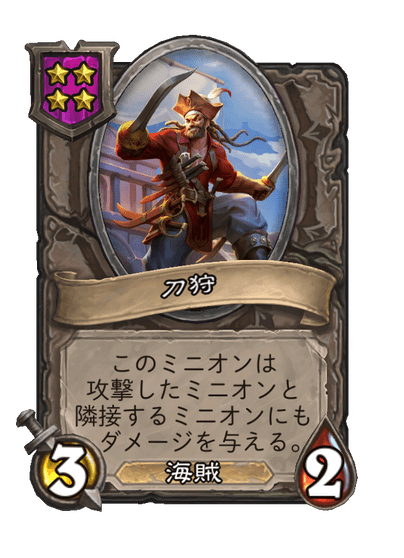 刀狩
このミニオンは
攻撃したミニオンと
隣接するミニオンにも
ダメージを与える。
3
海賊
2